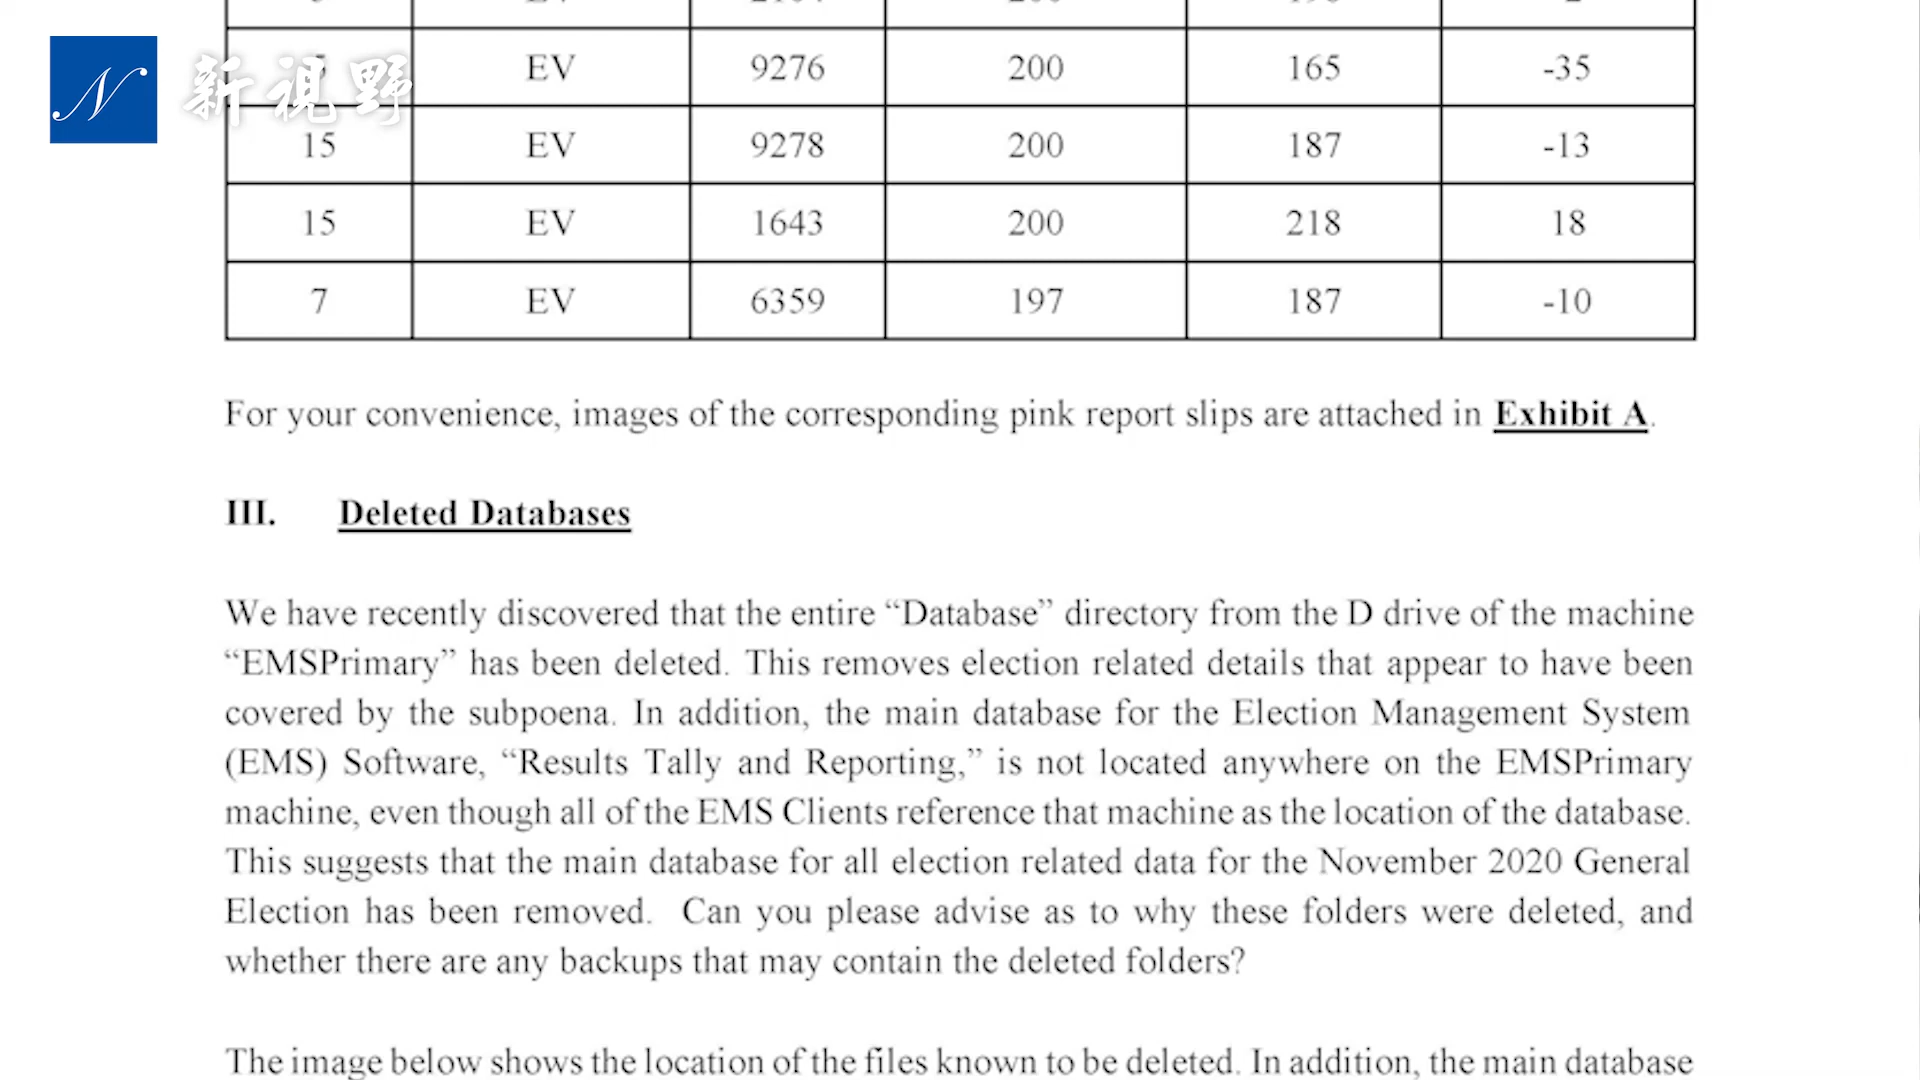 新視野
EV 9276 200 165 -35
15 EV 9278 200 187 -13
15 EV 1643 200 218 18
7 EV 6359 197 187 -10
For your convenience, images of the corresponding pink report slips are attached in Exhibit A.
III. Deleted Databases
We have recently discovered that the entire “Database” directory from the D drive of the machine
“EMSPrimary” has been deleted. This removes election related details that appear to have been
covered by the subpoena. In addition, the main database for the Election Management System
(EMS) Software, “Results Tally and Reporting,” is not located anywhere on the EMSPrimary
machine, even though all of the EMS Clients reference that machine as the location of the database.
This suggests that the main database for all election related data for the November 2020 General
Election has been removed. Can you please advise as to why these folders were deleted, and
whether there are any backups that may contain the deleted folders?
The image below shows the location of the files known to be deleted. In addition, the main database